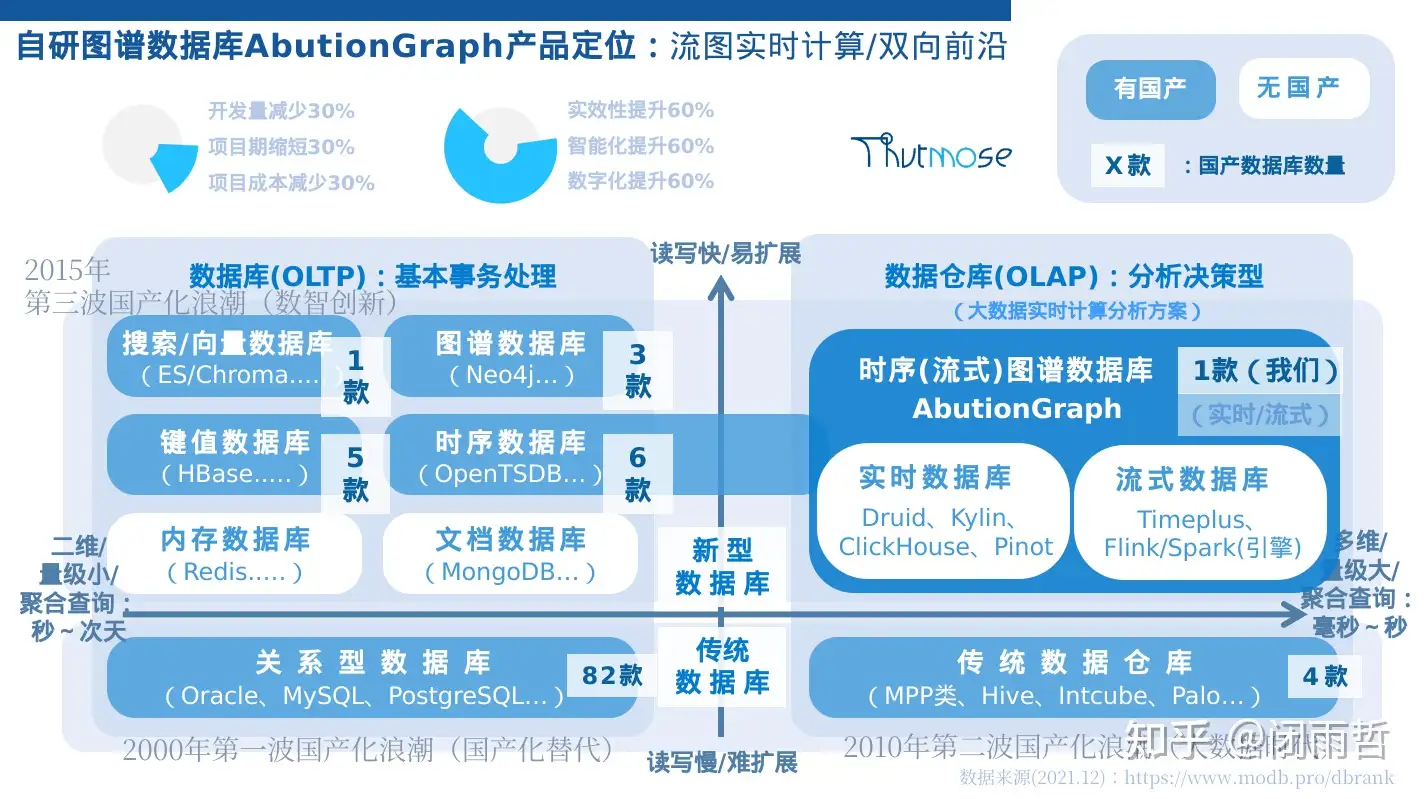 自研图谱数据库AbutionGraph产品定位：流图实时计算/双向前沿
开发量减少30%
项目期缩短30%
项目成本减少30%
实效性提升60%
智能化提升60%
数字化提升60%
Thutmose
有国产
无国产
X款
：国产数据库数量
2015年
第三波国产化浪潮（数智创新）
数据库(OLTP)：基本事务处理
读写快/易扩展
数据仓库(OLAP)：分析决策型
（大数据实时计算分析方案）
搜索/向量数据库
（ES/Chroma.....）
1
款
图谱数据库
（Neo4j...）
3
款
键值数据库
（HBase.....）
5
款
时序数据库
（OpenTSDB...）
6
款
内存数据库
（Redis.....）
文档数据库
（MongoDB...）
时序(流式)图谱数据库
AbutionGraph
1款（我们）
（实时/流式）
实时数据库
Druid、Kylin、
ClickHouse、Pinot
流式数据库
Timeplus、
Flink/Spark(引擎)
新型
数据库
二维/
量级小/
聚合查询：
秒～次天
多维/
量级大/
聚合查询：
毫秒～秒
传统
数据库
关系型数据库
（Oracle、MySQL、PostgreSQL...）
82款
传统数据仓库
（MPP类、Hive、Intcube、Palo...）
4款
2000年第一波国产化浪潮（国产化替代）
读写慢/难扩展
2010年第二波国产化浪潮（大数据时代）
知乎 @闭雨哲
数据来源(2021.12)：https://www.modb.pro/dbrank